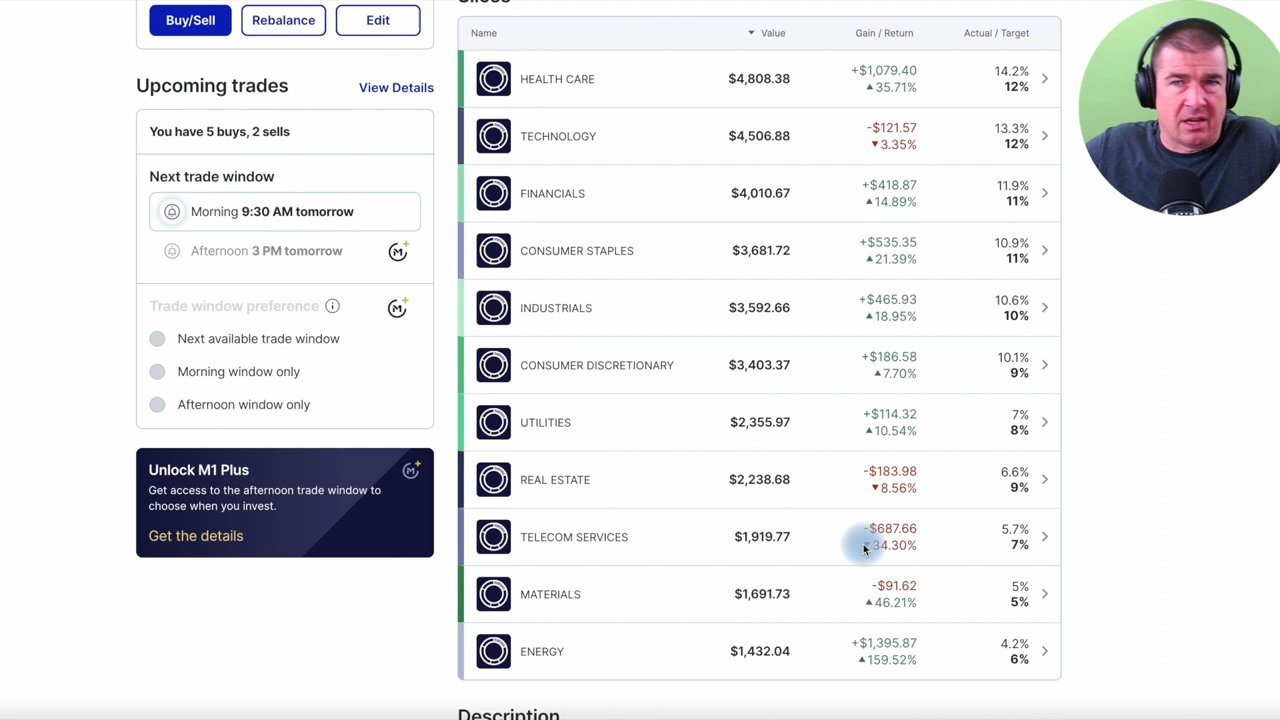 Buy/Sell
Rebalance
Edit
Upcoming trades
View Details
You have 5 buys, 2 sells
Next trade window
Morning 9:30 AM tomorrow
Afternoon 3 PM tomorrow
Trade window preference
Next available trade window
Morning window only
Afternoon window only
Unlock M1 Plus
Get access to the afternoon trade window to
choose when you invest.
Get the details
Name
Value
Gain / Return
Actual / Target
HEALTH CARE
$4,808.38
+$1,079.40
▲35.71%
14.2%
12%
TECHNOLOGY
$4,506.88
-$121.57
▼3.35%
13.3%
12%
FINANCIALS
$4,010.67
+$418.87
▲14.89%
11.9%
11%
CONSUMER STAPLES
$3,681.72
+$535.35
▲21.39%
10.9%
11%
INDUSTRIALS
$3,592.66
+$465.93
▲18.95%
10.6%
10%
CONSUMER DISCRETIONARY
$3,403.37
+$186.58
▲7.70%
10.1%
9%
UTILITIES
$2,355.97
+$114.32
▲10.54%
7%
8%
REAL ESTATE
$2,238.68
-$183.98
▼8.56%
6.6%
9%
TELECOM SERVICES
$1,919.77
-$687.66
34.30%
5.7%
7%
MATERIALS
$1,691.73
-$91.62
▲46.21%
5%
5%
ENERGY
$1,432.04
+$1,395.87
▲159.52%
4.2%
6%
Description